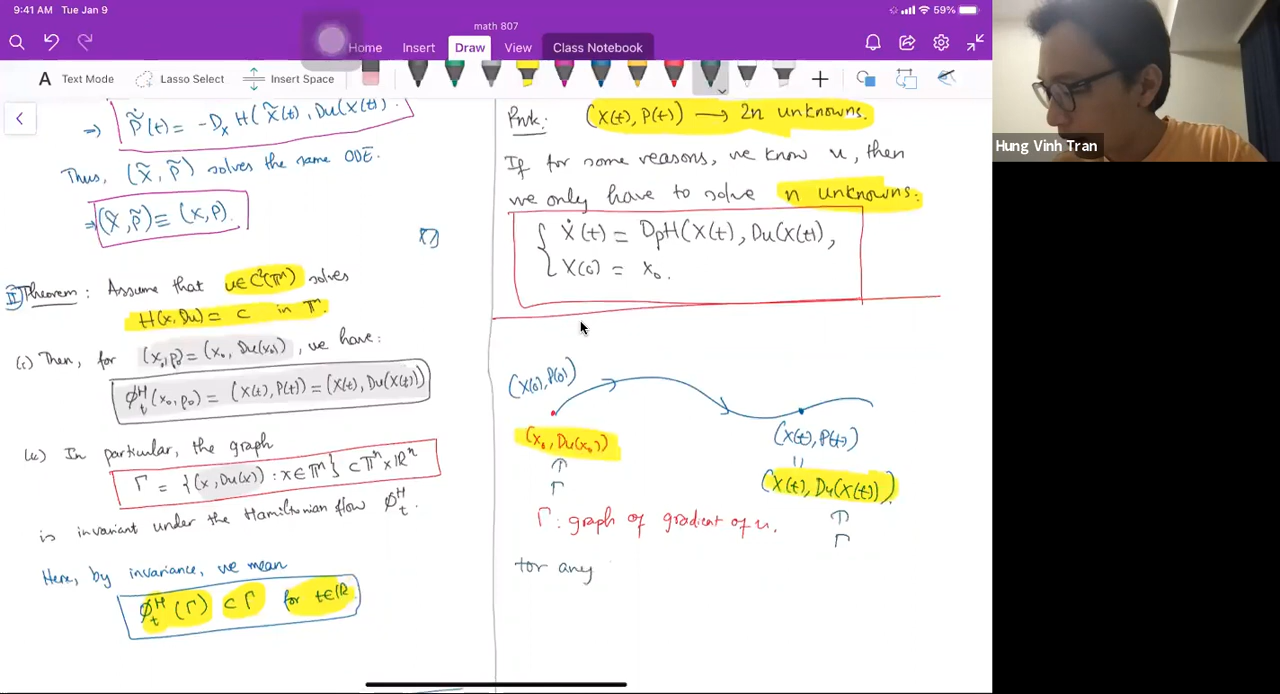 9:41 AM Tue Jan 9
59%
math 807
Home Insert Draw View Class Notebook
A Text Mode Lasso Select Insert Space
⇒ P̃̇(t) = -DₓH(X̃(t), Du(X̃(t)).
Thus, (X̃, P̃) solves the same ODE.
⇒ (X̃, P̃) ≡ (X, P).
II Theorem: Assume that u∈C²(𝕋ⁿ) solves
H(x, Du) = c in 𝕋ⁿ.
(i) Then, for (x₀, p₀) = (x₀, Du(x₀)), we have:
ϕₜᴴ(x₀, p₀) = (X(t), P(t)) = (X(t), Du(X(t)))
(ii) In particular, the graph
Γ = {(x, Du(x)) : x∈𝕋ⁿ} ⊂ 𝕋ⁿ×ℝⁿ
is invariant under the Hamiltonian flow ϕₜᴴ.
Here, by invariance, we mean
ϕₜᴴ(Γ) ⊂ Γ for t∈ℝ
Rmk: (X(t), P(t)) → 2n unknowns.
If for some reasons, we know u, then
we only have to solve n unknowns:
{ Ẋ(t) = DpH(X(t), Du(X(t)),
X(0) = x₀.
(X(0), P(0))
(x₀, Du(x₀))
↑
Γ
(X(t), P(t))
=
(X(t), Du(X(t))).
↑
Γ
Γ: graph of gradient of u.
for any
Hung Vinh Tran